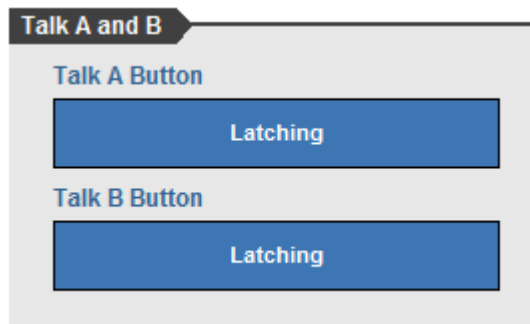 Talk A and B
Talk A Button
Latching
Talk B Button
Latching